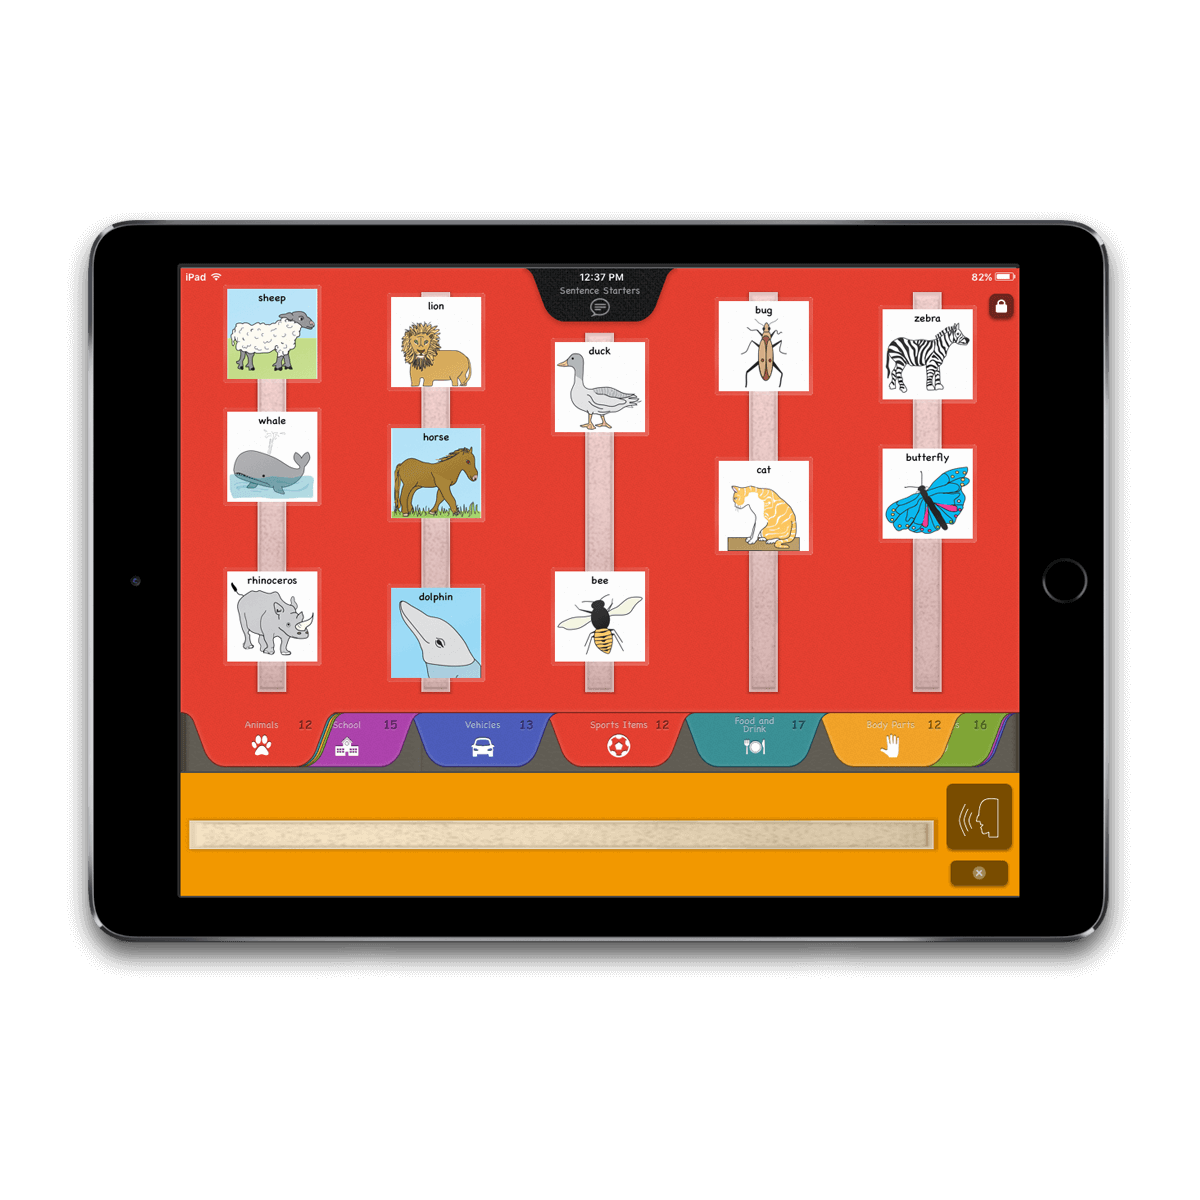 iPad
12:37 PM
82%
Sentence Starters
sheep
lion
duck
bug
zebra
whale
horse
cat
butterfly
rhinoceros
dolphin
bee
Animals 12
School 15
Vehicles 13
Sports Items 12
Food and
Drink 17
Body Parts 12
s 16